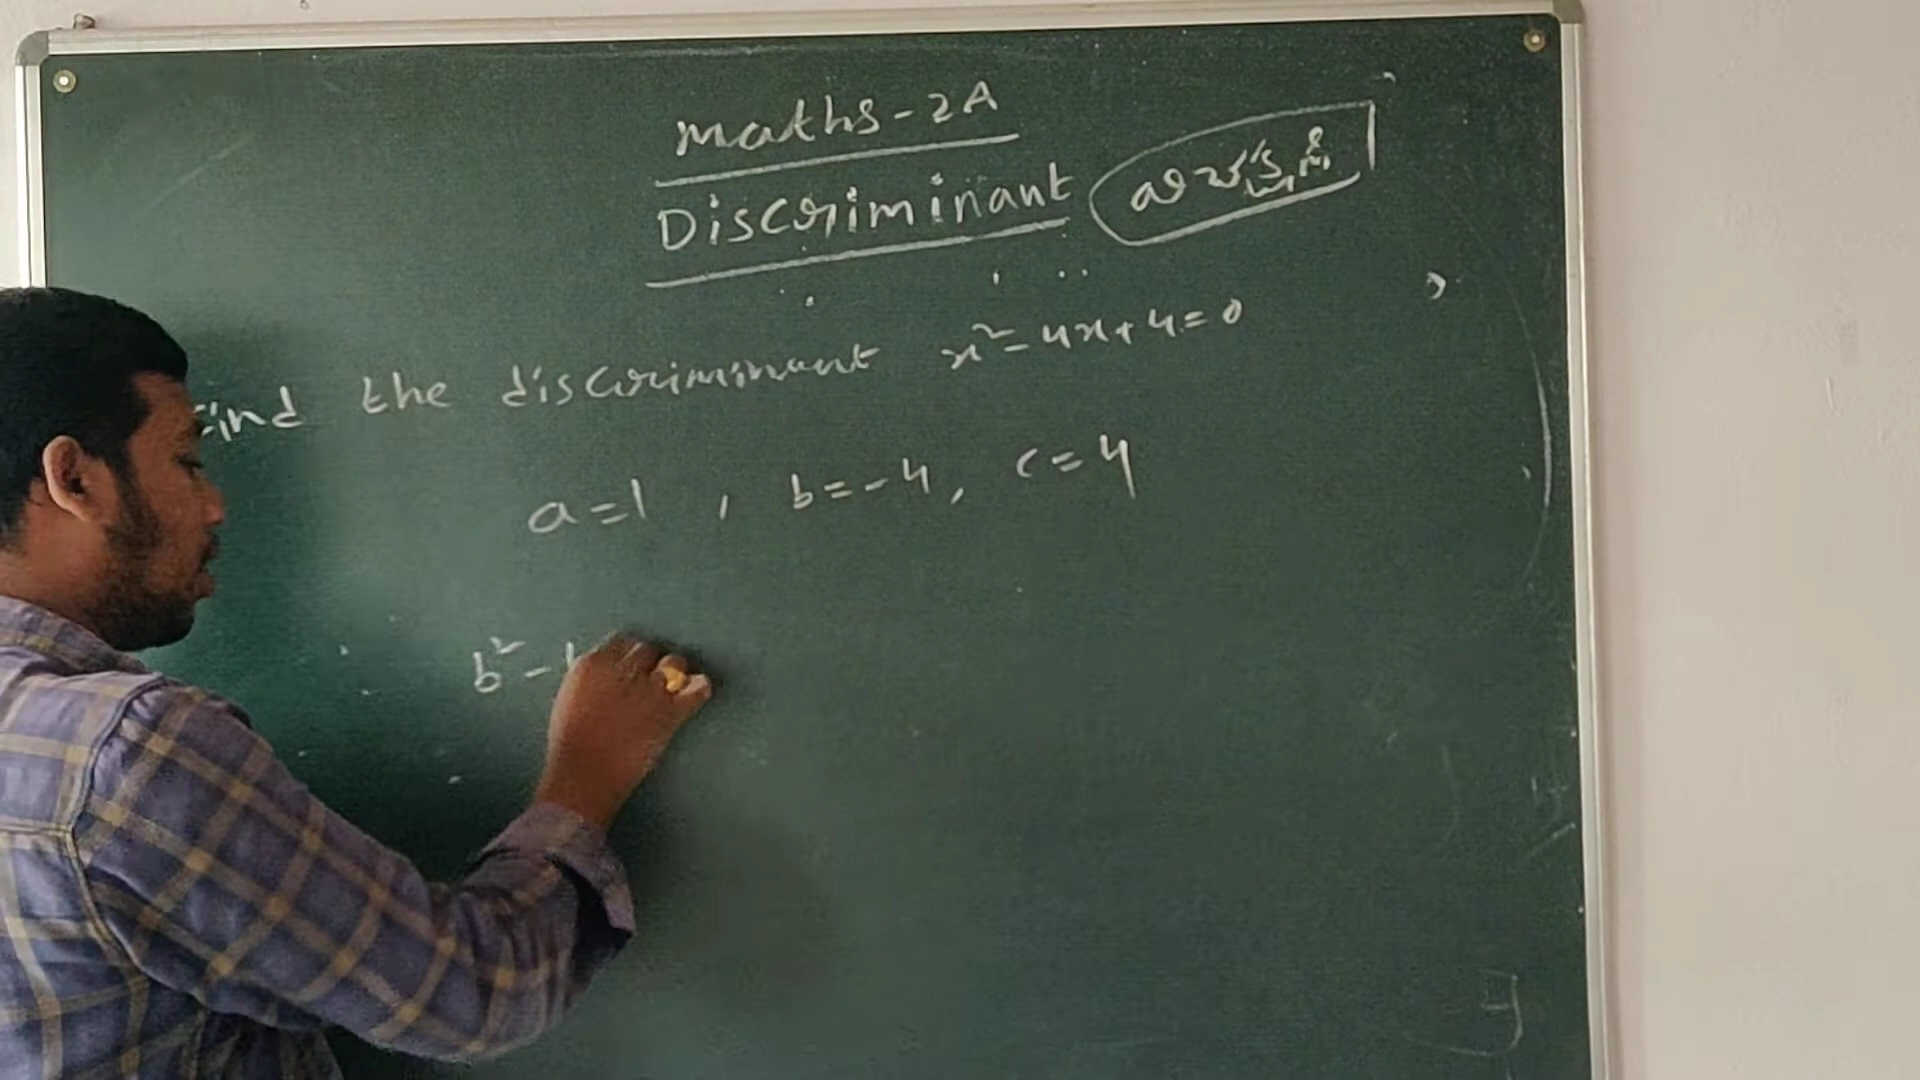 Maths-2A
Discriminant
Find the discriminant x² - 4x + 4 = 0
a = 1 , b = - 4 , c = 4
b² -